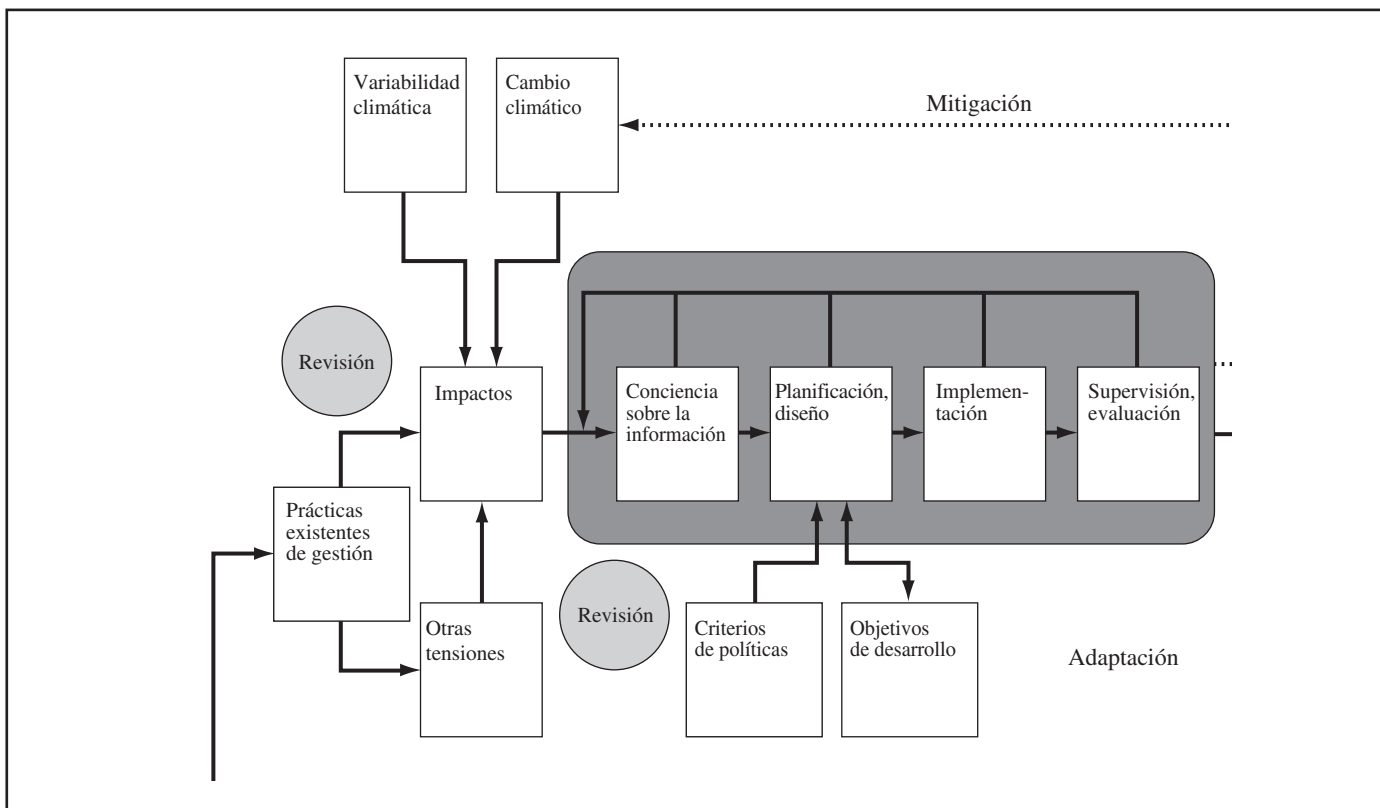 Variabilidad
climática
Cambio
climático
Mitigación
Revisión
Impactos
Conciencia
sobre la
información
Planificación,
diseño
Implemen-
tación
Supervisión,
evaluación
Prácticas
existentes
de gestión
Revisión
Otras
tensiones
Criterios
de políticas
Objetivos
de desarrollo
Adaptación